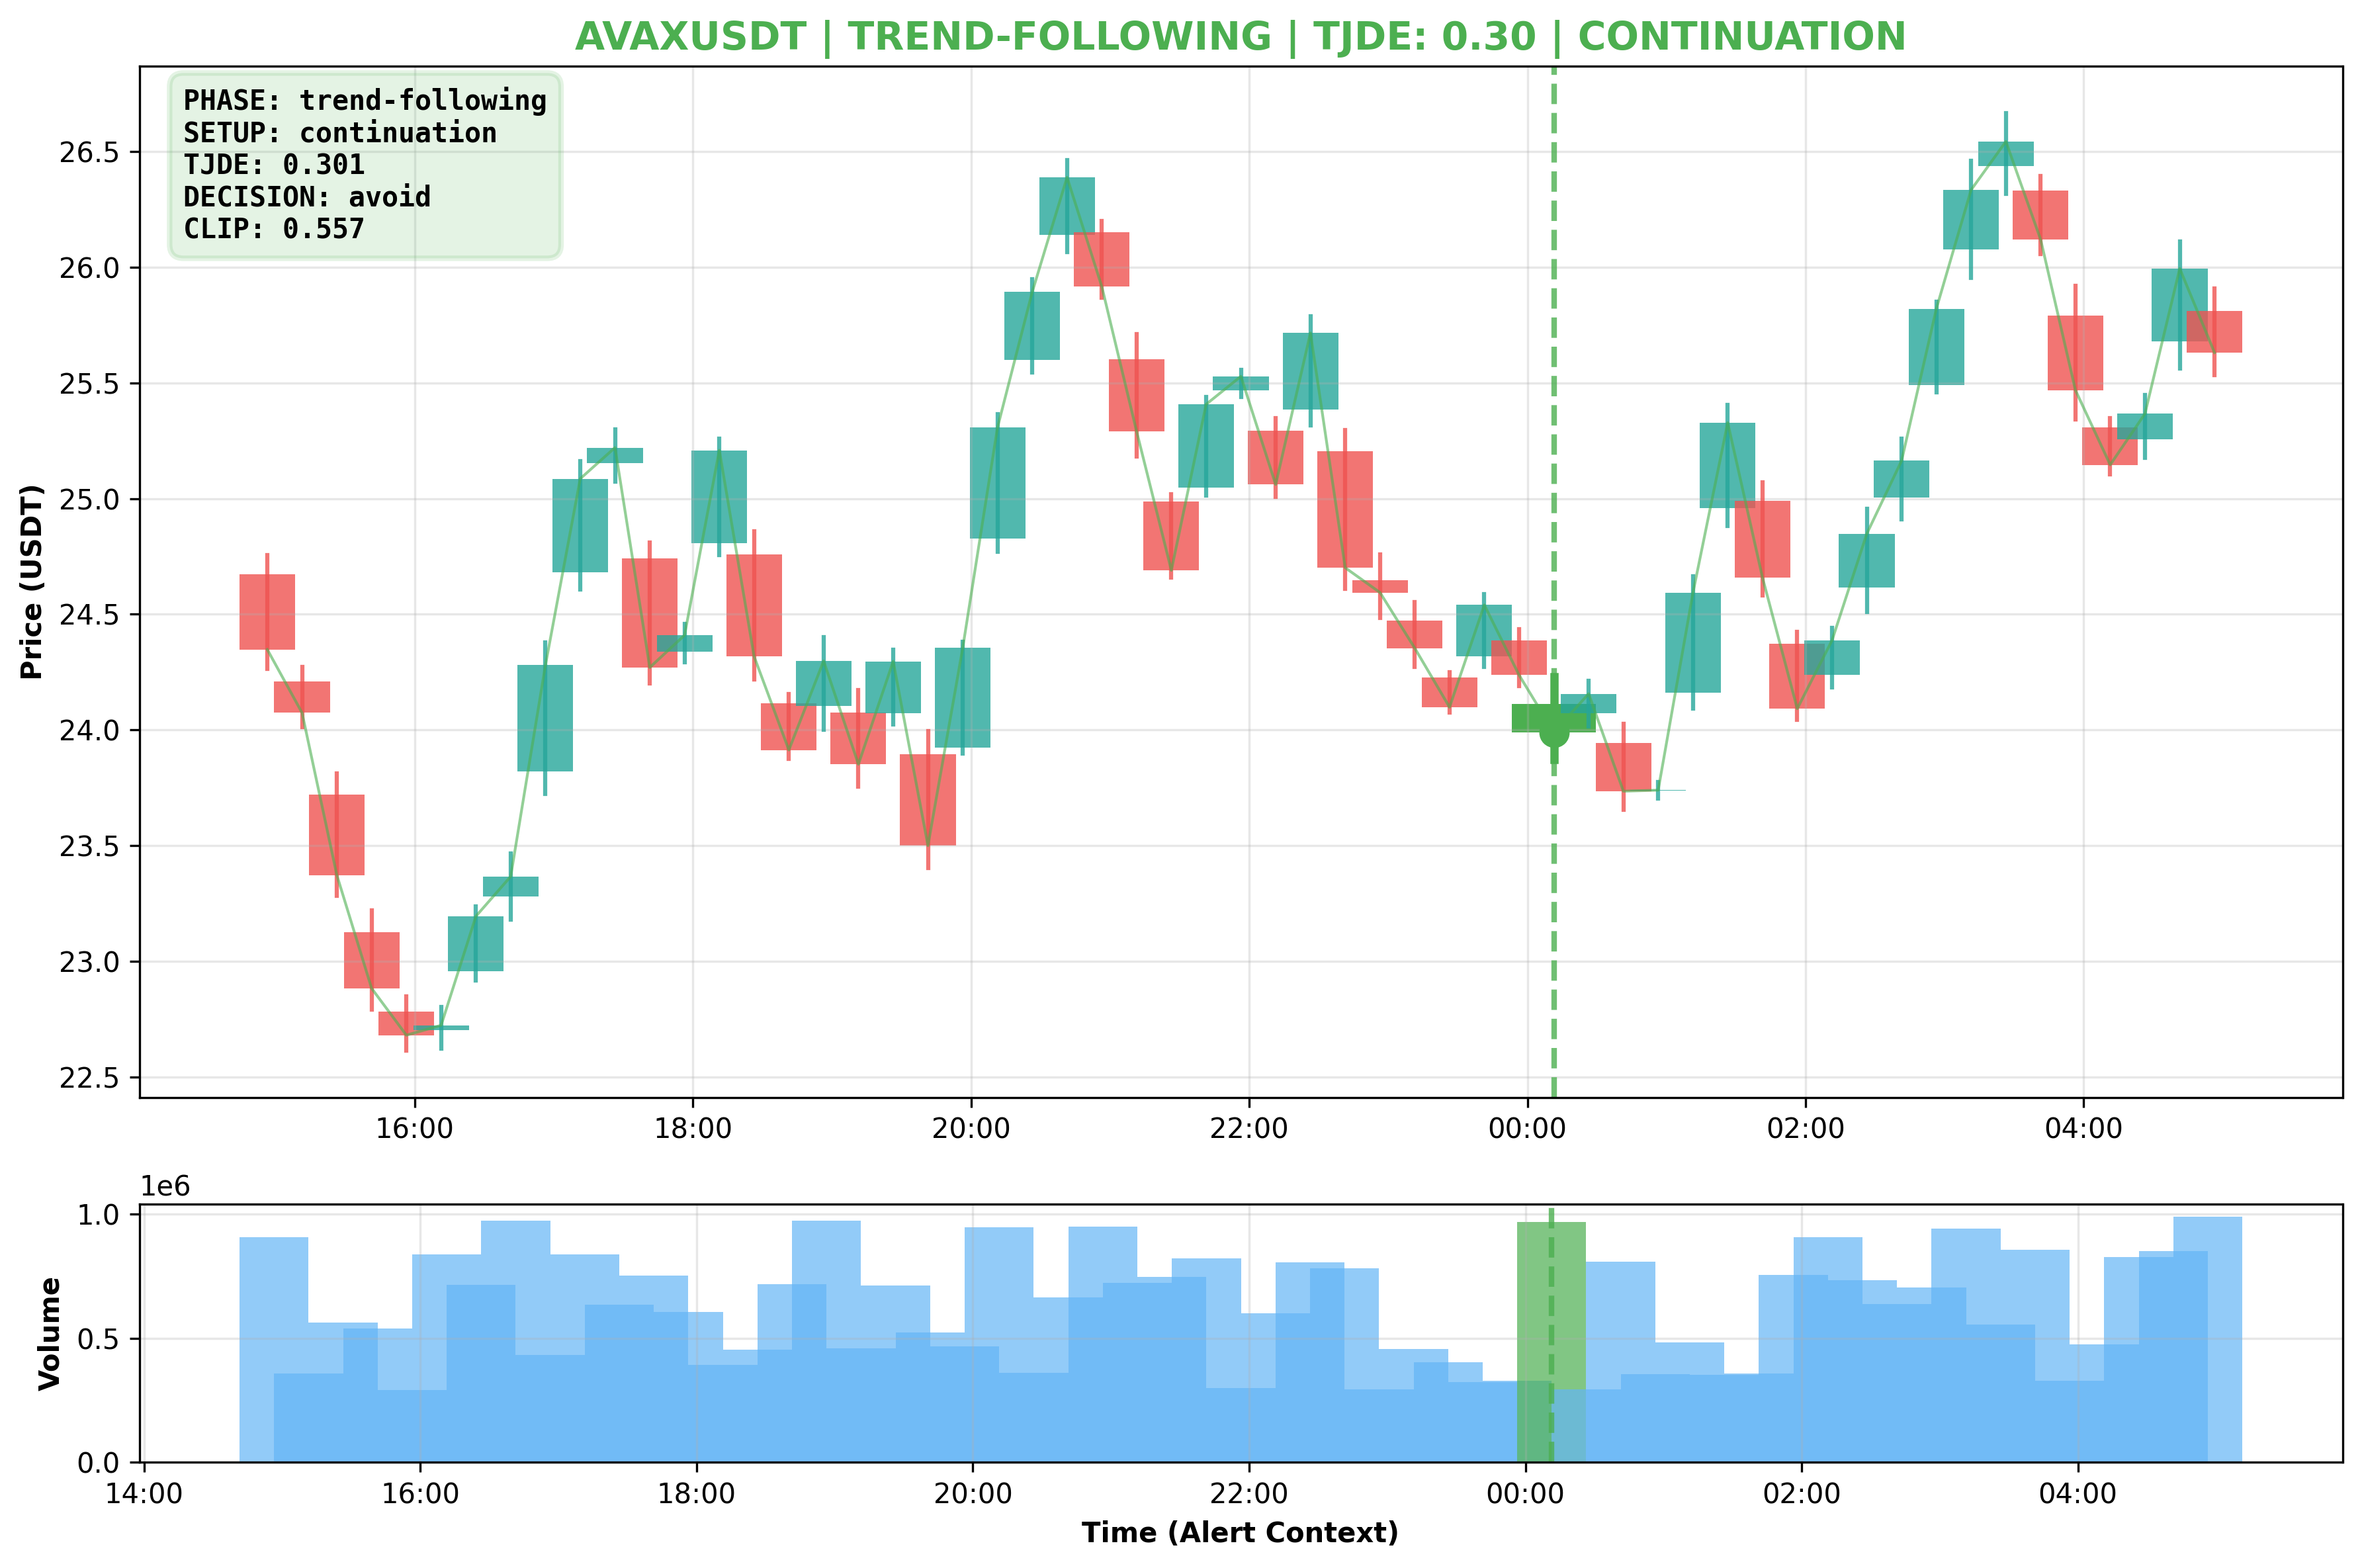 AVAXUSDT | TREND-FOLLOWING | TJDE: 0.30 | CONTINUATION
PHASE: trend-following
SETUP: continuation
TJDE: 0.301
DECISION: avoid
CLIP: 0.557
Price (USDT)
26.5
26.0
25.5
25.0
24.5
24.0
23.5
23.0
22.5
16:00 18:00 20:00 22:00 00:00 02:00 04:00
1e6
Volume
1.0
0.5
0.0
14:00 16:00 18:00 20:00 22:00 00:00 02:00 04:00
Time (Alert Context)